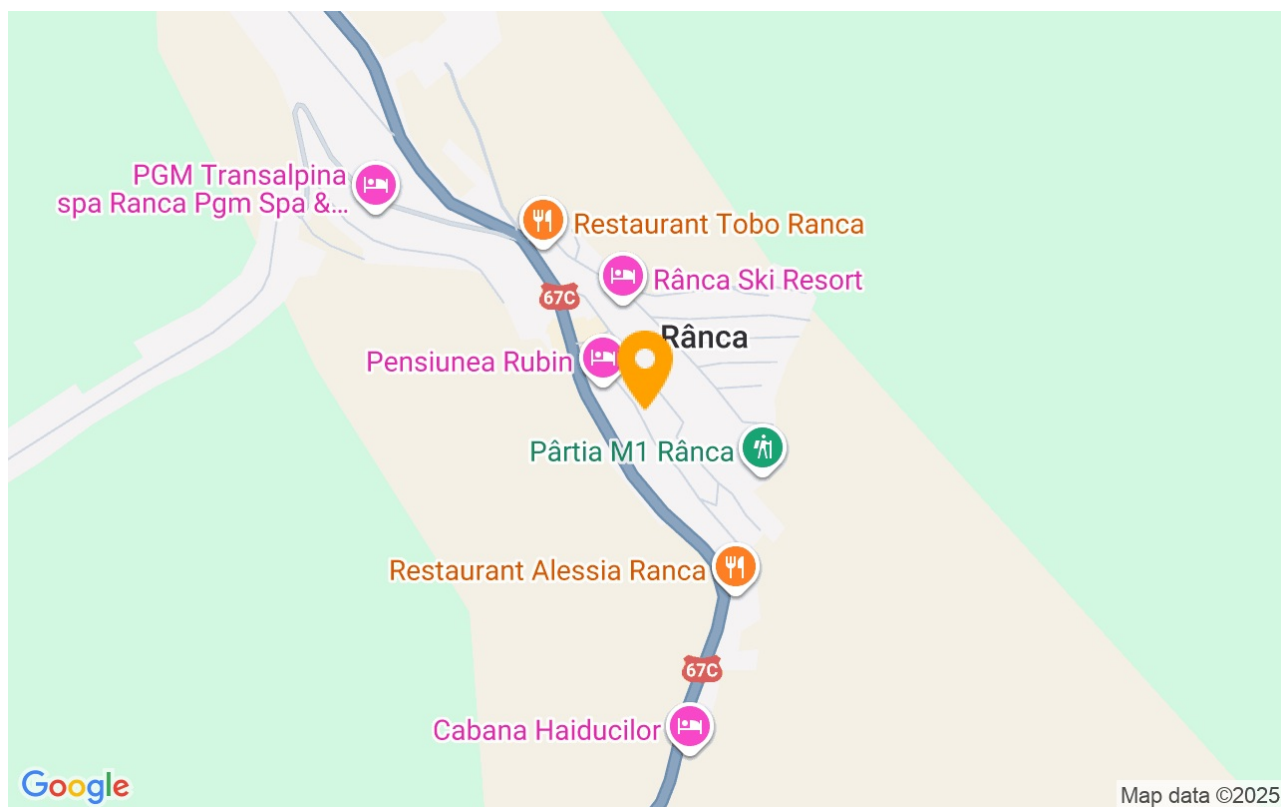 PGM Transalpina
spa Ranca Pgm Spa &...
Restaurant Tobo Ranca
Rânca Ski Resort
67C
Rânca
Pensiunea Rubin
Pârtia M1 Rânca
Restaurant Alessia Ranca
67C
Cabana Haiducilor
Google
Map data ©2025